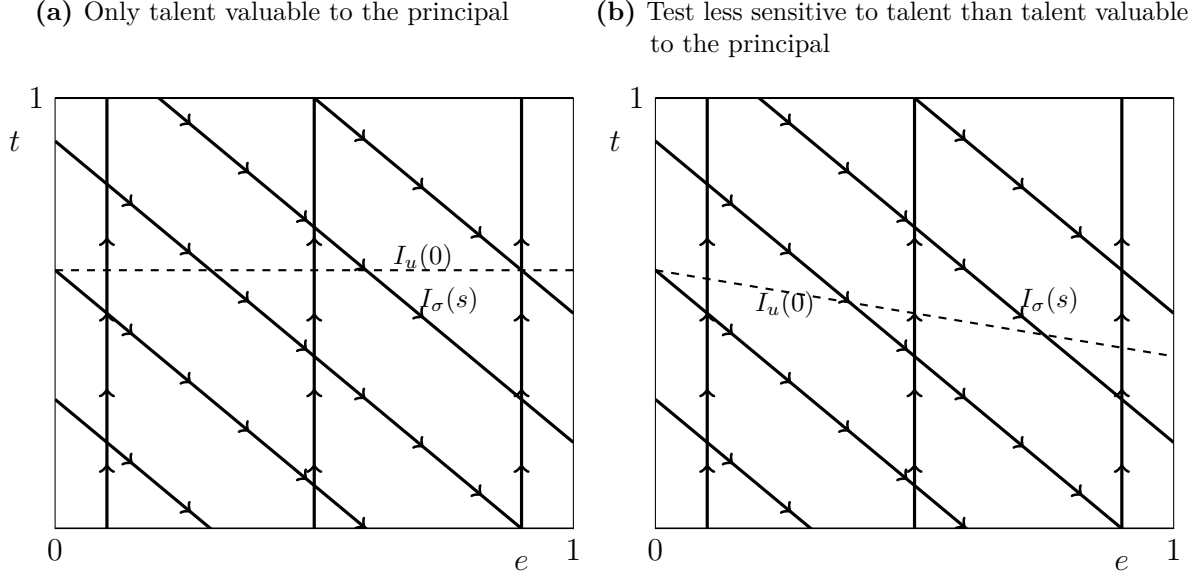 (a) Only talent valuable to the principal
(b) Test less sensitive to talent than talent valuable
to the principal
1
t
I_u(0)
I_σ(s)
0
e
1
1
t
I_u(0)
I_σ(s)
0
e
1